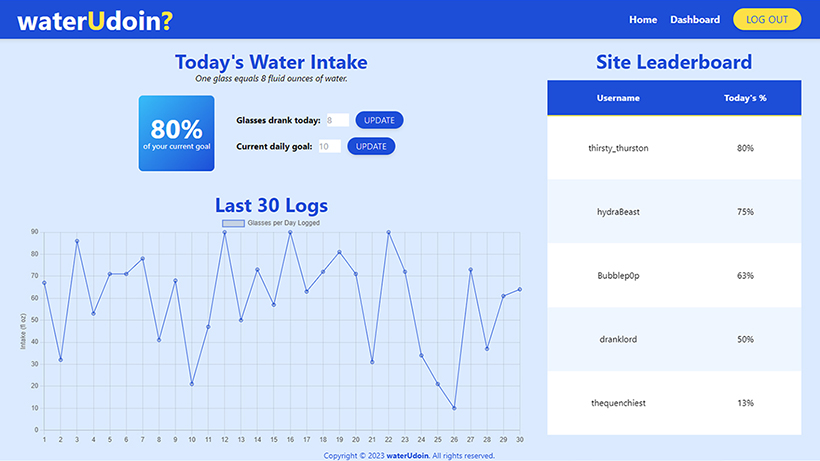 waterUdoin?
Home Dashboard LOG OUT
Today's Water Intake
One glass equals 8 fluid ounces of water.
80%
of your current goal
Glasses drank today: 8 UPDATE
Current daily goal: 10 UPDATE
Last 30 Logs
Glasses per Day Logged
Intake (fl oz)
90
80
70
60
50
40
30
20
10
0
1 2 3 4 5 6 7 8 9 10 11 12 13 14 15 16 17 18 19 20 21 22 23 24 25 26 27 28 29 30
Site Leaderboard
Username Today's %
thirsty_thurston 80%
hydraBeast 75%
Bubblep0p 63%
dranklord 50%
thequenchiest 13%
Copyright © 2023 waterUdoin. All rights reserved.